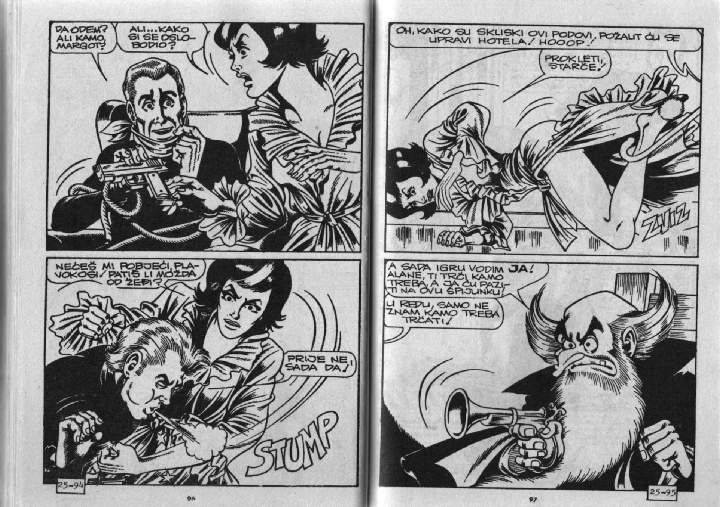 DA ODEM?
ALI KAMO,
MARGOT?
ALI...KAKO
SI SE OSLO-
BODIO?
NEĆEŠ MI POBJEĆI, PLA-
VOKOSI! PATIŠ LI MOŽDA
OD ŽEĐI?
PRIJE NE,
SADA DA!
STUMP
25-94
96
OH, KAKO SU SKLISKI OVI PODOVI, POŽALIT ĆU SE
UPRAVI HOTELA! HOOOP!
PROKLETI
STARČE!
A SADA IGRU VODIM JA!
ALANE, TI TRČI KAMO
TREBA, A JA ĆU PAZI-
TI NA OVU ŠPIJUNKU!
U REDU, SAMO NE
ZNAM KAMO TREBA
TRČATI!
97
25-95